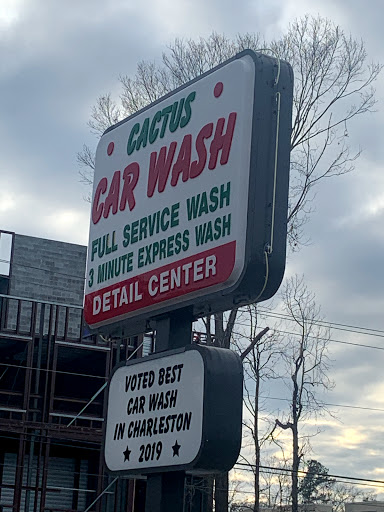 CACTUS
CAR WASH
FULL SERVICE WASH
3 MINUTE EXPRESS WASH
DETAIL CENTER
VOTED BEST
CAR WASH
IN CHARLESTON
★ 2019 ★